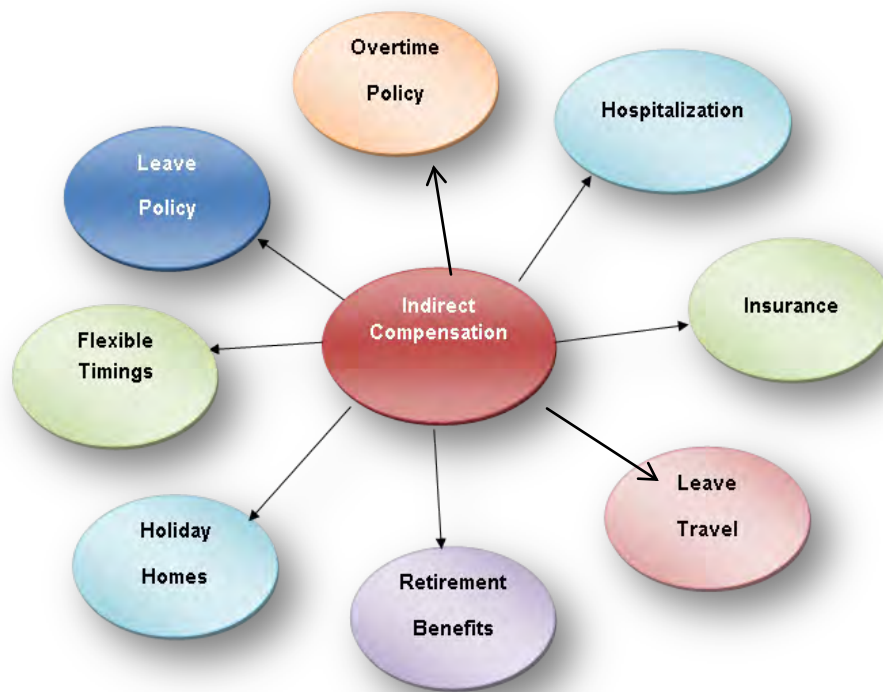 Overtime
Policy
Hospitalization
Leave
Policy
Indirect
Compensation
Insurance
Flexible
Timings
Leave
Travel
Holiday
Homes
Retirement
Benefits